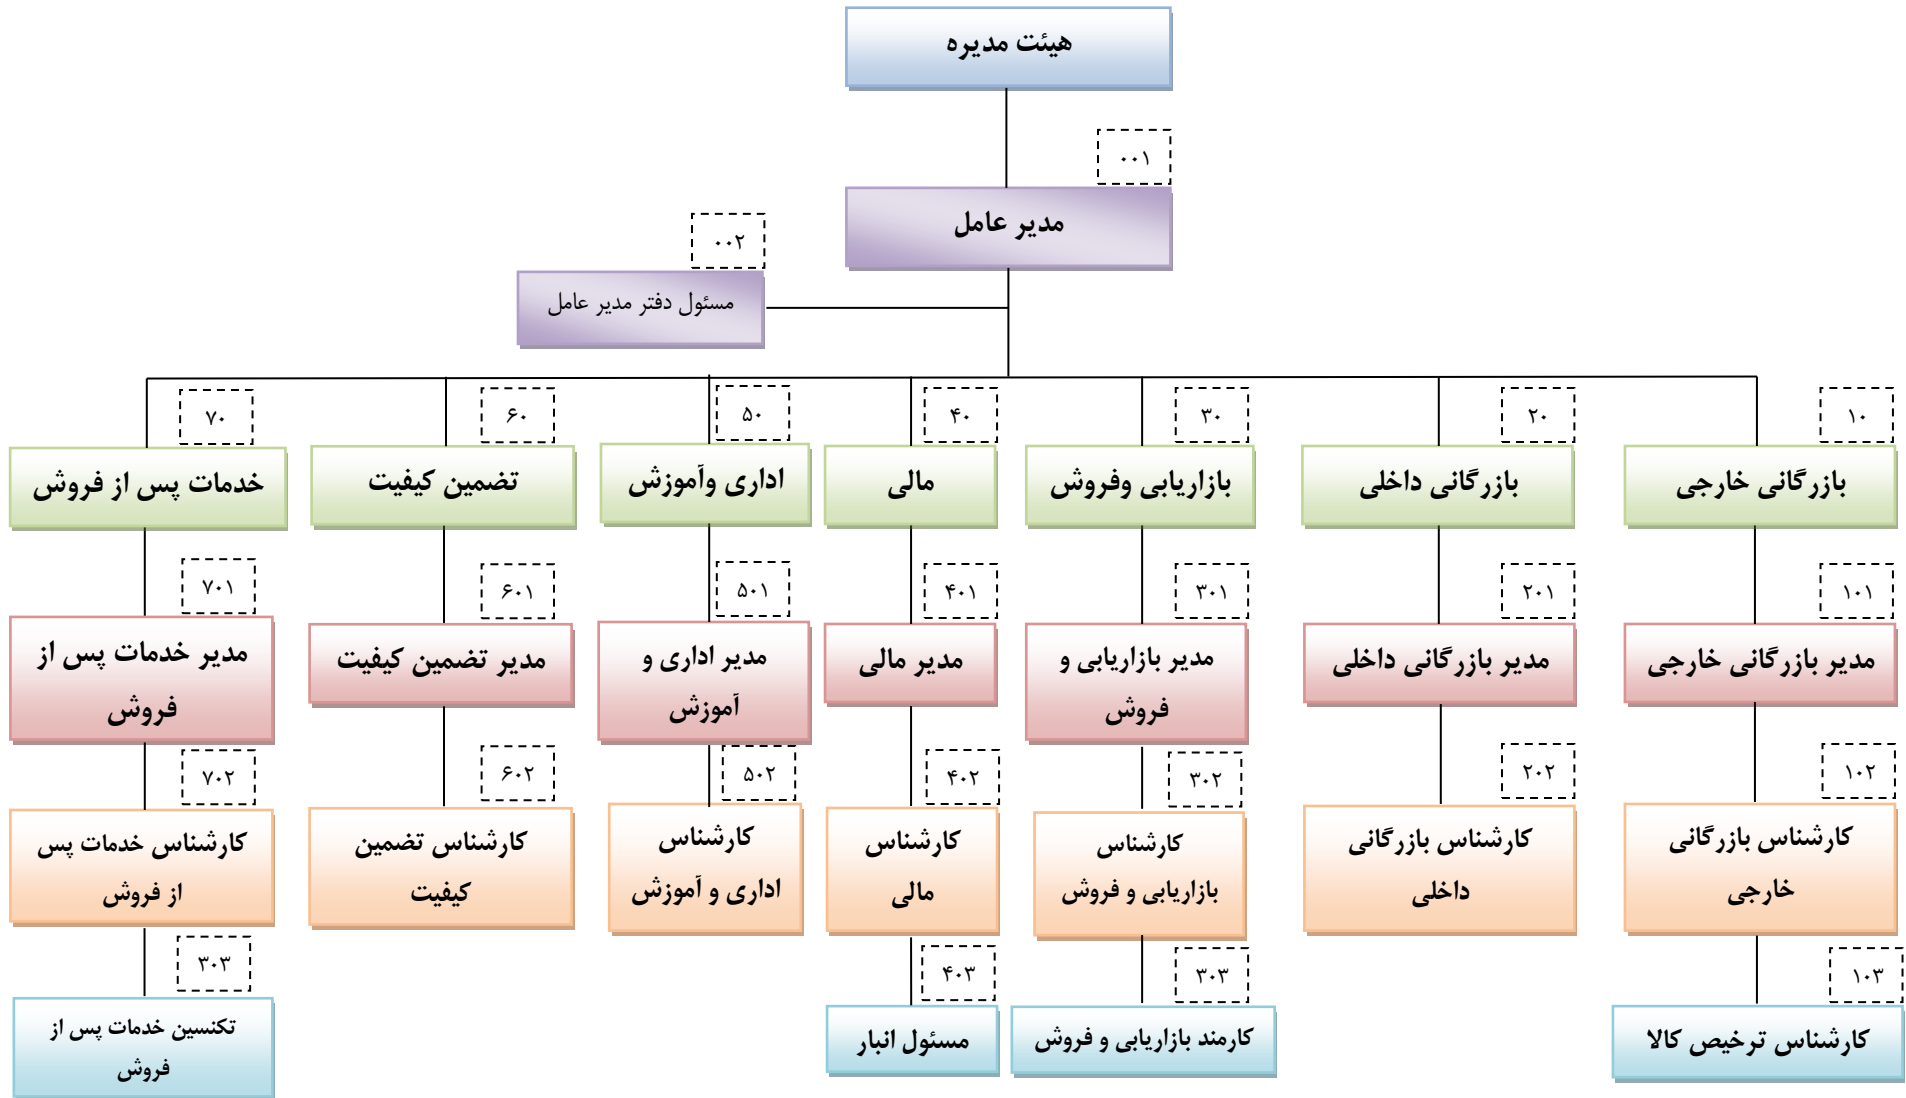 هیئت مدیره
۰۰۱
مدیر عامل
۰۰۲
مسئول دفتر مدیر عامل
۱۰
۲۰
۳۰
۴۰
۵۰
۶۰
۷۰
بازرگانی خارجی
بازرگانی داخلی
بازاریابی وفروش
مالی
اداری وآموزش
تضمین کیفیت
خدمات پس از فروش
۱۰۱
۲۰۱
۳۰۱
۴۰۱
۵۰۱
۶۰۱
۷۰۱
مدیر بازرگانی خارجی
مدیر بازرگانی داخلی
مدیر بازاریابی و
فروش
مدیر مالی
مدیر اداری و
آموزش
مدیر تضمین کیفیت
مدیر خدمات پس از
فروش
۱۰۲
۲۰۲
۳۰۲
۴۰۲
۵۰۲
۶۰۲
۷۰۲
کارشناس بازرگانی
خارجی
کارشناس بازرگانی
داخلی
کارشناس
بازاریابی و فروش
کارشناس
مالی
کارشناس
اداری و آموزش
کارشناس تضمین
کیفیت
کارشناس خدمات پس
از فروش
۱۰۳
۳۰۳
۴۰۳
۳۰۳
کارشناس ترخیص کالا
کارمند بازاریابی و فروش
مسئول انبار
تکنسین خدمات پس از
فروش